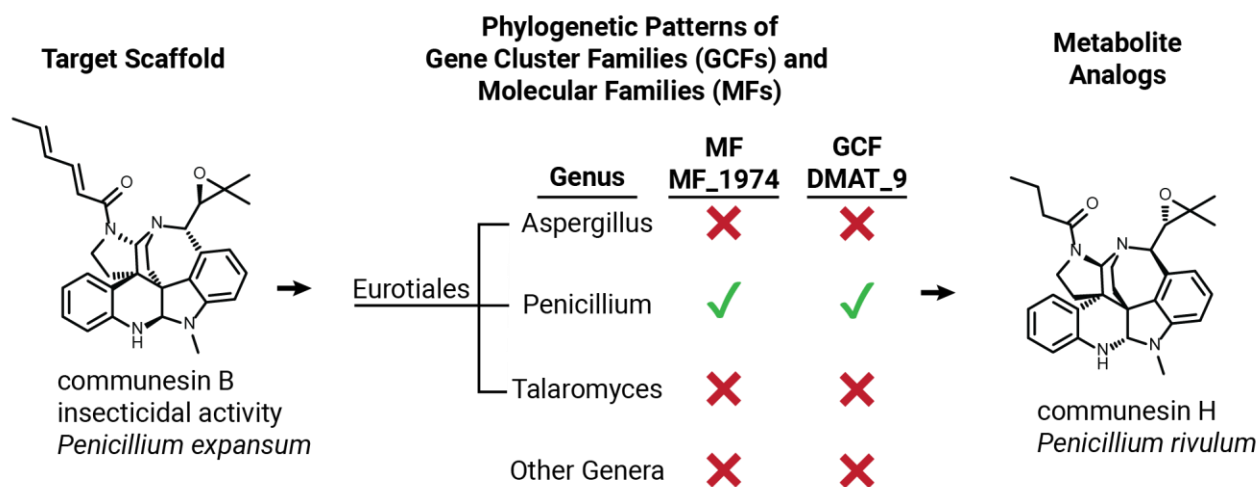 Target Scaffold
Phylogenetic Patterns of
Gene Cluster Families (GCFs) and
Molecular Families (MFs)
Metabolite
Analogs
O
N
N
O
N
H
N
communesin B
insecticidal activity
Penicillium expansum
Genus
MF
MF_1974
GCF
DMAT_9
Eurotiales
Aspergillus
Penicillium
Talaromyces
Other Genera
O
N
N
O
N
H
N
communesin H
Penicillium rivulum